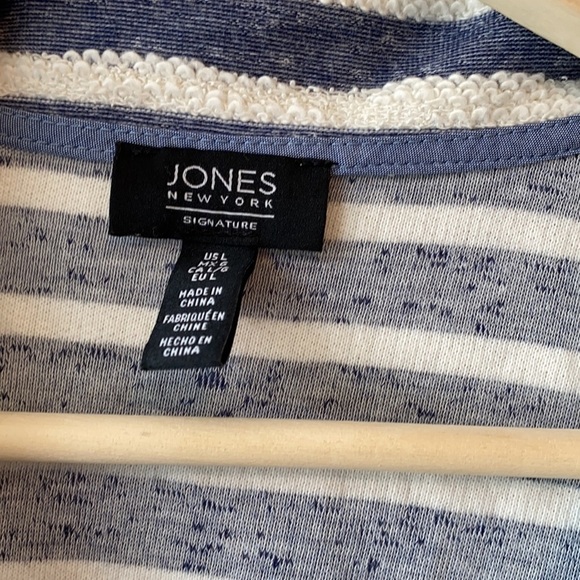 JONES
NEW YORK
SIGNATURE
US L
MX G
CA L/G
EU L
MADE IN
CHINA
FABRIQUÉ EN
CHINE
HECHO EN
CHINA